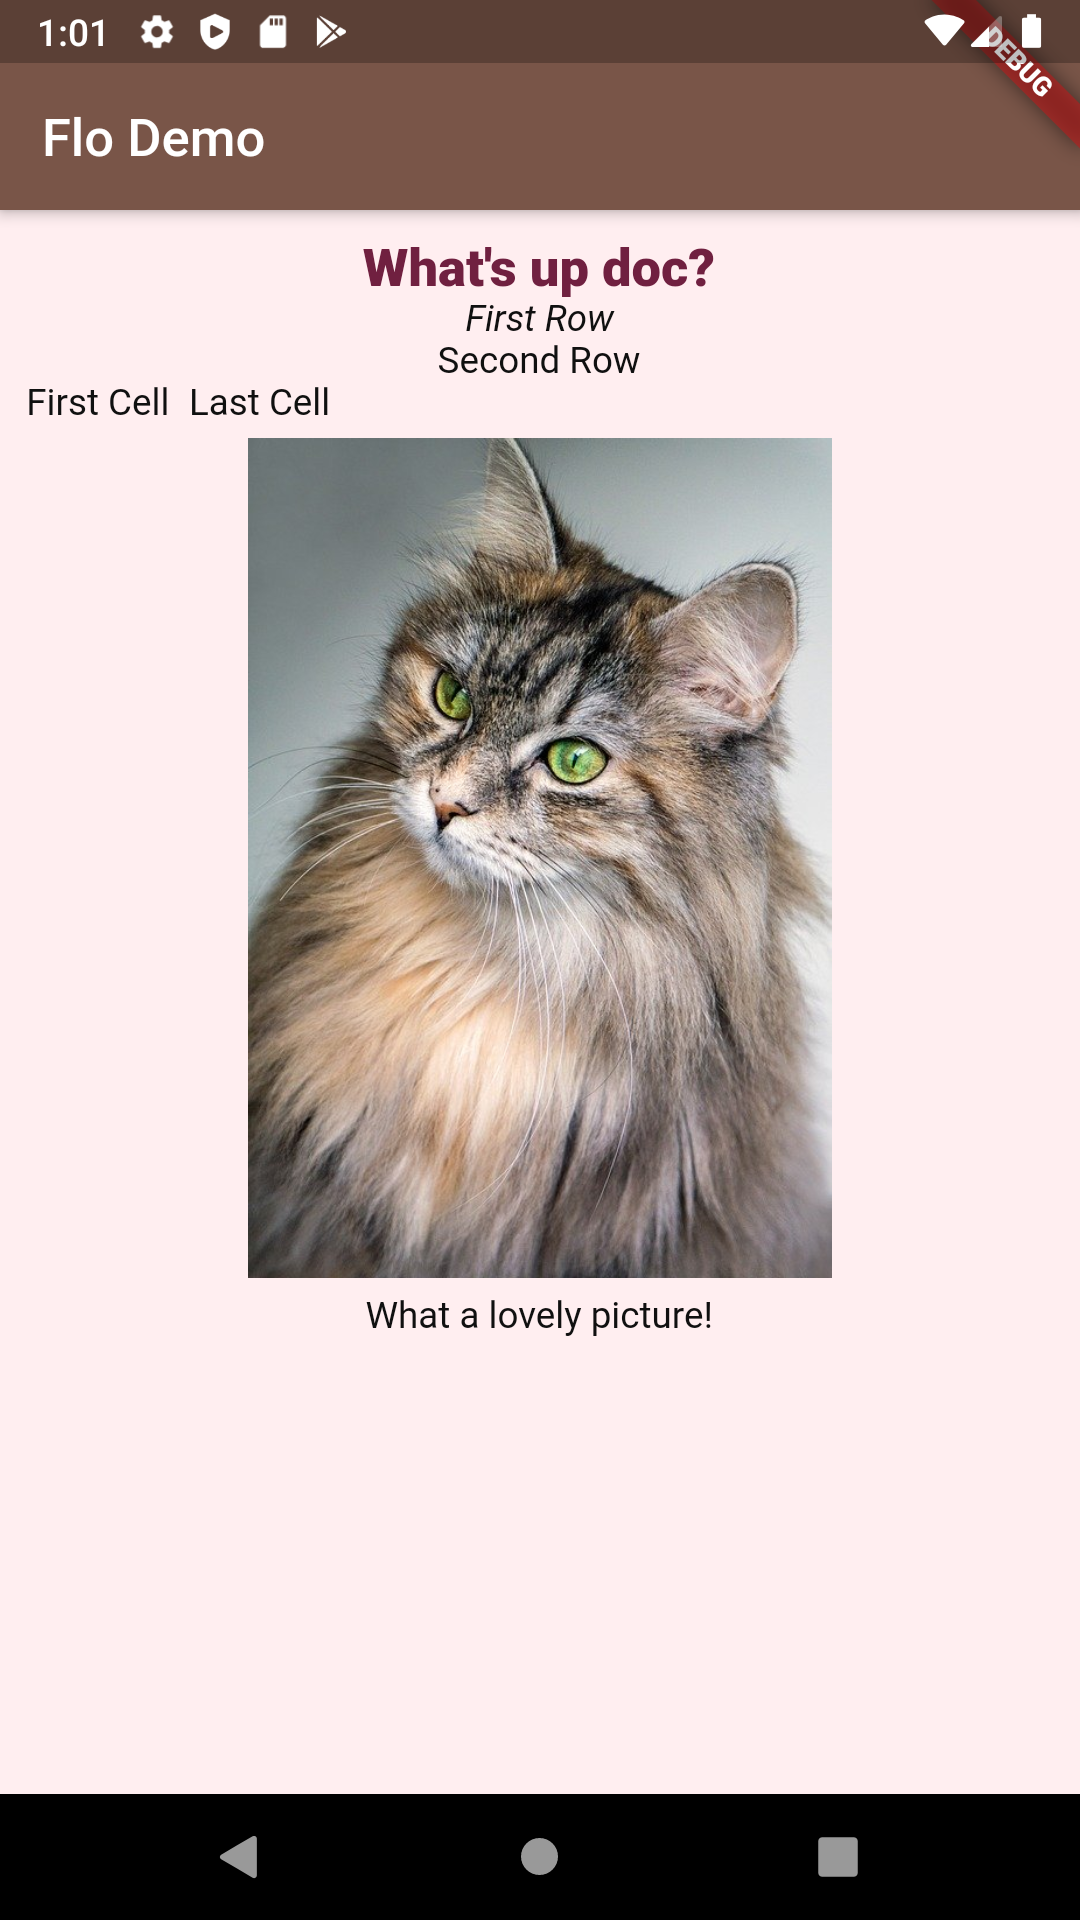 1:01
DEBUG
Flo Demo
What's up doc?
First Row
Second Row
First Cell Last Cell
What a lovely picture!